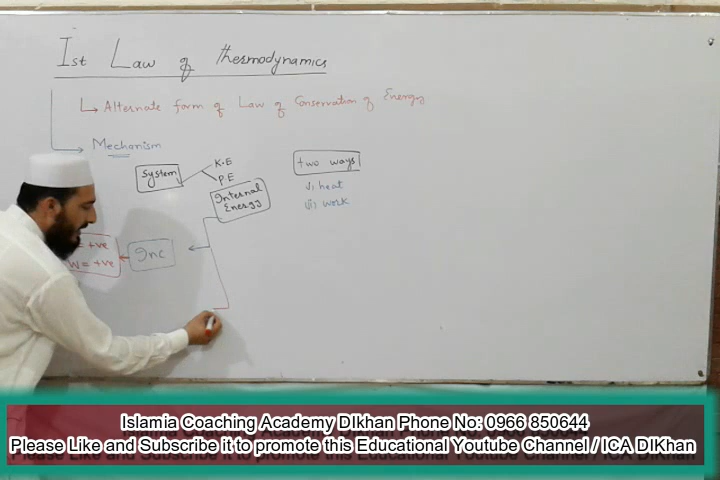 Ist Law of thermodynamics
Alternate form of Law of Conservation of Energy
Mechanism
System
K.E
P.E
Internal
Energy
two ways
(i) heat
(ii) work
= +ve
W = +ve
Inc
Islamia Coaching Academy DIkhan Phone No: 0966 850644
Please Like and Subscribe it to promote this Educational Youtube Channel / ICA DIKhan